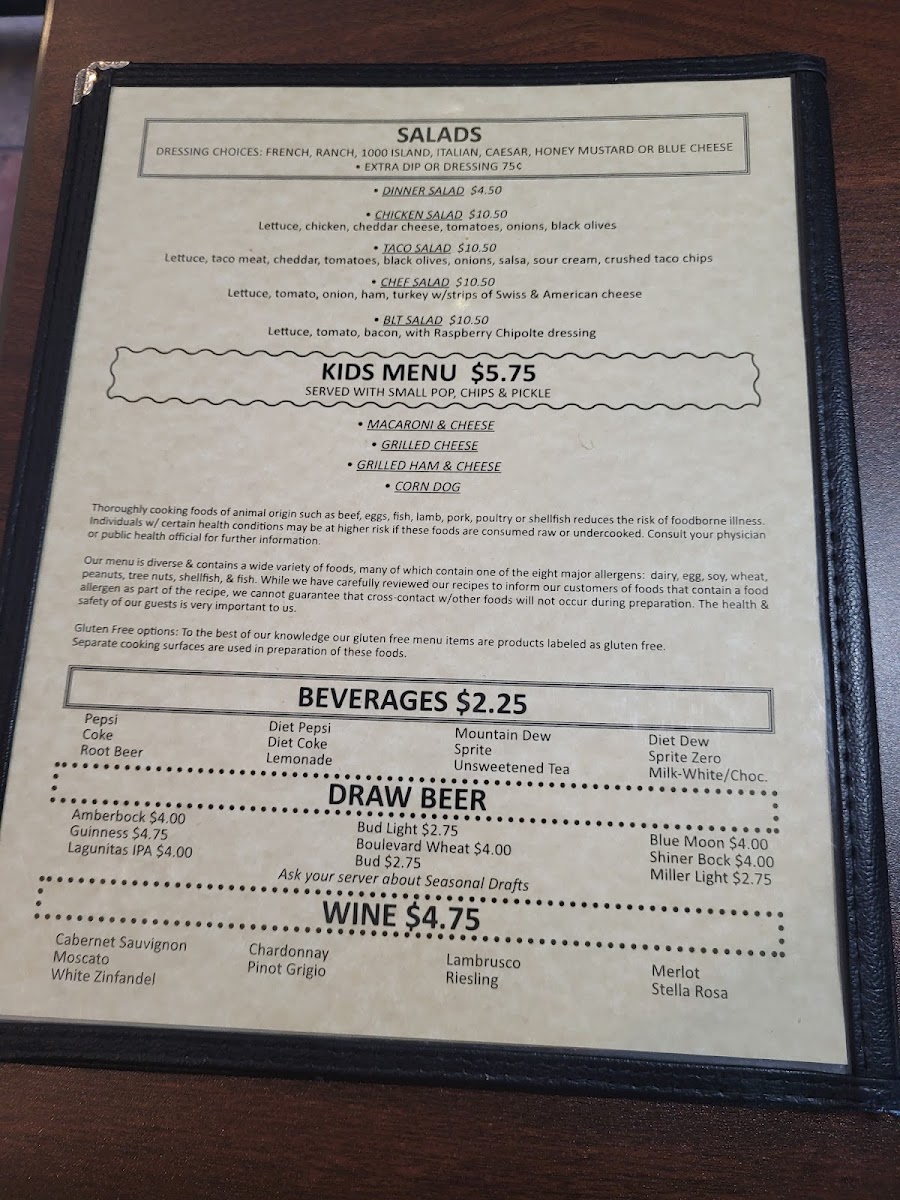 SALADS
DRESSING CHOICES: FRENCH, RANCH, 1000 ISLAND, ITALIAN, CAESAR, HONEY MUSTARD OR BLUE CHEESE
• EXTRA DIP OR DRESSING 75¢
• DINNER SALAD $4.50
• CHICKEN SALAD $10.50
Lettuce, chicken, cheddar cheese, tomatoes, onions, black olives
• TACO SALAD $10.50
Lettuce, taco meat, cheddar, tomatoes, black olives, onions, salsa, sour cream, crushed taco chips
• CHEF SALAD $10.50
Lettuce, tomato, onion, ham, turkey w/strips of Swiss & American cheese
• BLT SALAD $10.50
Lettuce, tomato, bacon, with Raspberry Chipolte dressing
KIDS MENU $5.75
SERVED WITH SMALL POP, CHIPS & PICKLE
• MACARONI & CHEESE
• GRILLED CHEESE
• GRILLED HAM & CHEESE
• CORN DOG
Thoroughly cooking foods of animal origin such as beef, eggs, fish, lamb, pork, poultry or shellfish reduces the risk of foodborne illness.
Individuals w/ certain health conditions may be at higher risk if these foods are consumed raw or undercooked. Consult your physician
or public health official for further information.
Our menu is diverse & contains a wide variety of foods, many of which contain one of the eight major allergens: dairy, egg, soy, wheat,
peanuts, tree nuts, shellfish, & fish. While we have carefully reviewed our recipes to inform our customers of foods that contain a food
allergen as part of the recipe, we cannot guarantee that cross-contact w/other foods will not occur during preparation. The health &
safety of our guests is very important to us.
Gluten Free options: To the best of our knowledge our gluten free menu items are products labeled as gluten free.
Separate cooking surfaces are used in preparation of these foods.
BEVERAGES $2.25
Pepsi
Coke
Root Beer
Diet Pepsi
Diet Coke
Lemonade
Mountain Dew
Sprite
Unsweetened Tea
Diet Dew
Sprite Zero
Milk-White/Choc.
DRAW BEER
Amberbock $4.00
Guinness $4.75
Lagunitas IPA $4.00
Bud Light $2.75
Boulevard Wheat $4.00
Bud $2.75
Blue Moon $4.00
Shiner Bock $4.00
Miller Light $2.75
Ask your server about Seasonal Drafts
WINE $4.75
Cabernet Sauvignon
Moscato
White Zinfandel
Chardonnay
Pinot Grigio
Lambrusco
Riesling
Merlot
Stella Rosa